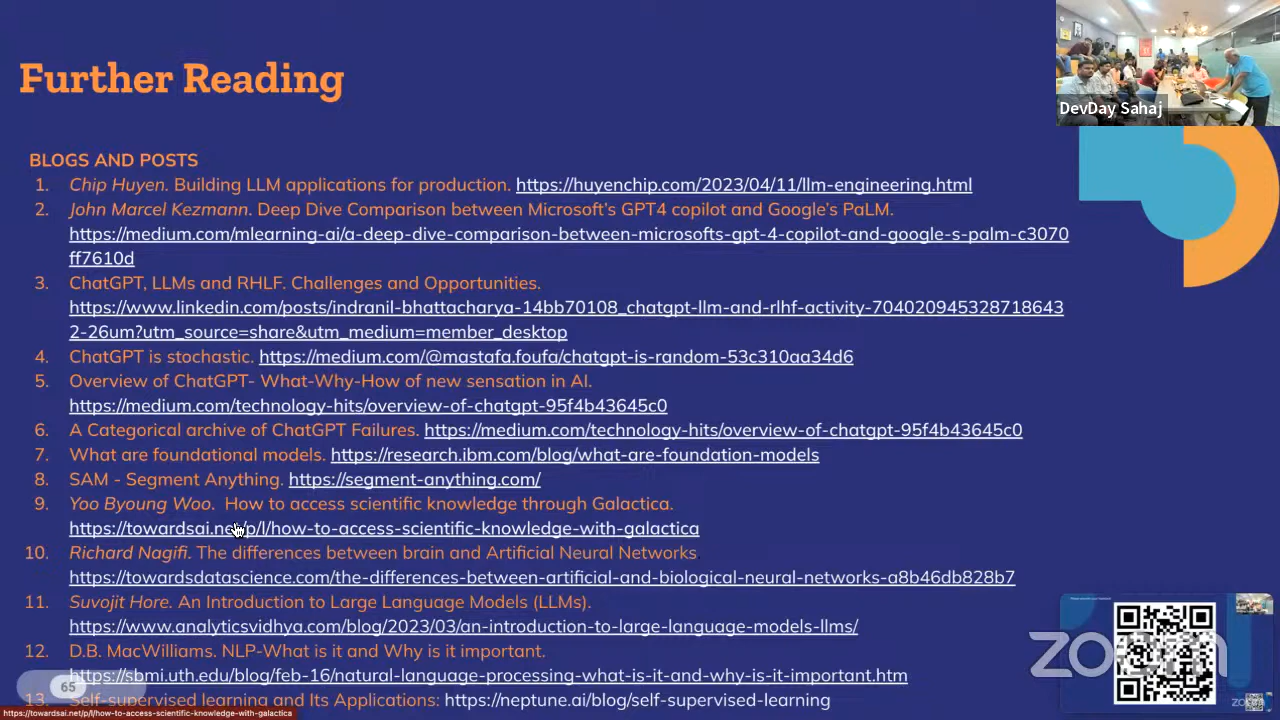 Further Reading
DevDay Sahaj
BLOGS AND POSTS
1. Chip Huyen. Building LLM applications for production. https://huyenchip.com/2023/04/11/llm-engineering.html
2. John Marcel Kezmann. Deep Dive Comparison between Microsoft's GPT4 copilot and Google's PaLM.
https://medium.com/mlearning-ai/a-deep-dive-comparison-between-microsofts-gpt-4-copilot-and-google-s-palm-c3070
ff7610d
3. ChatGPT, LLMs and RHLF. Challenges and Opportunities.
https://www.linkedin.com/posts/indranil-bhattacharya-14bb70108_chatgpt-llm-and-rlhf-activity-704020945328718643
2-26um?utm_source=share&utm_medium=member_desktop
4. ChatGPT is stochastic. https://medium.com/@mastafa.foufa/chatgpt-is-random-53c310aa34d6
5. Overview of ChatGPT- What-Why-How of new sensation in AI.
https://medium.com/technology-hits/overview-of-chatgpt-95f4b43645c0
6. A Categorical archive of ChatGPT Failures. https://medium.com/technology-hits/overview-of-chatgpt-95f4b43645c0
7. What are foundational models. https://research.ibm.com/blog/what-are-foundation-models
8. SAM - Segment Anything. https://segment-anything.com/
9. Yoo Byoung Woo. How to access scientific knowledge through Galactica.
https://towardsai.net/p/l/how-to-access-scientific-knowledge-with-galactica
10. Richard Nagifi. The differences between brain and Artificial Neural Networks
https://towardsdatascience.com/the-differences-between-artificial-and-biological-neural-networks-a8b46db828b7
11. Suvojit Hore. An Introduction to Large Language Models (LLMs).
https://www.analyticsvidhya.com/blog/2023/03/an-introduction-to-large-language-models-llms/
12. D.B. MacWilliams. NLP-What is it and Why is it important.
https://sbmi.uth.edu/blog/feb-16/natural-language-processing-what-is-it-and-why-is-it-important.htm
13. Self-supervised learning and Its Applications: https://neptune.ai/blog/self-supervised-learning
65
zoom
https://towardsai.net/p/l/how-to-access-scientific-knowledge-with-galactica